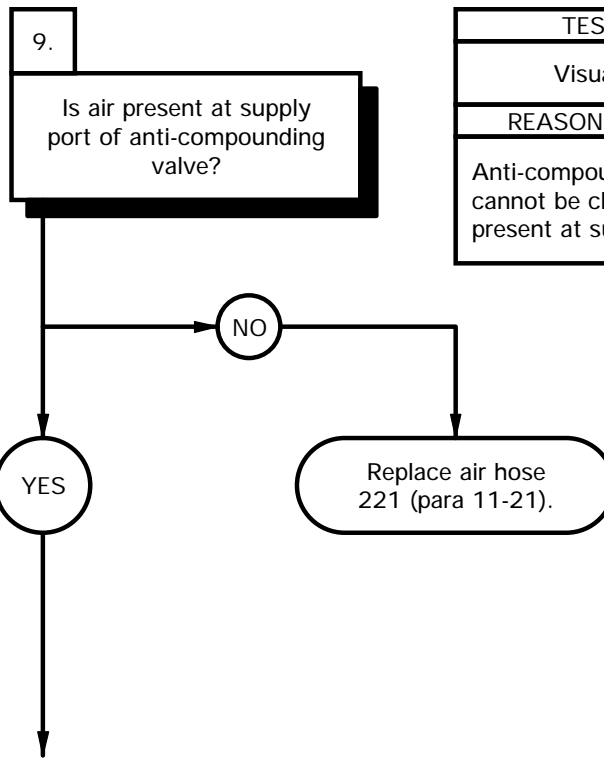 9.
Is air present at supply
port of anti-compounding
valve?
NO
YES
Replace air hose
221 (para 11-21).
TES
Visua
REASON
Anti-compou
cannot be cl
present at su